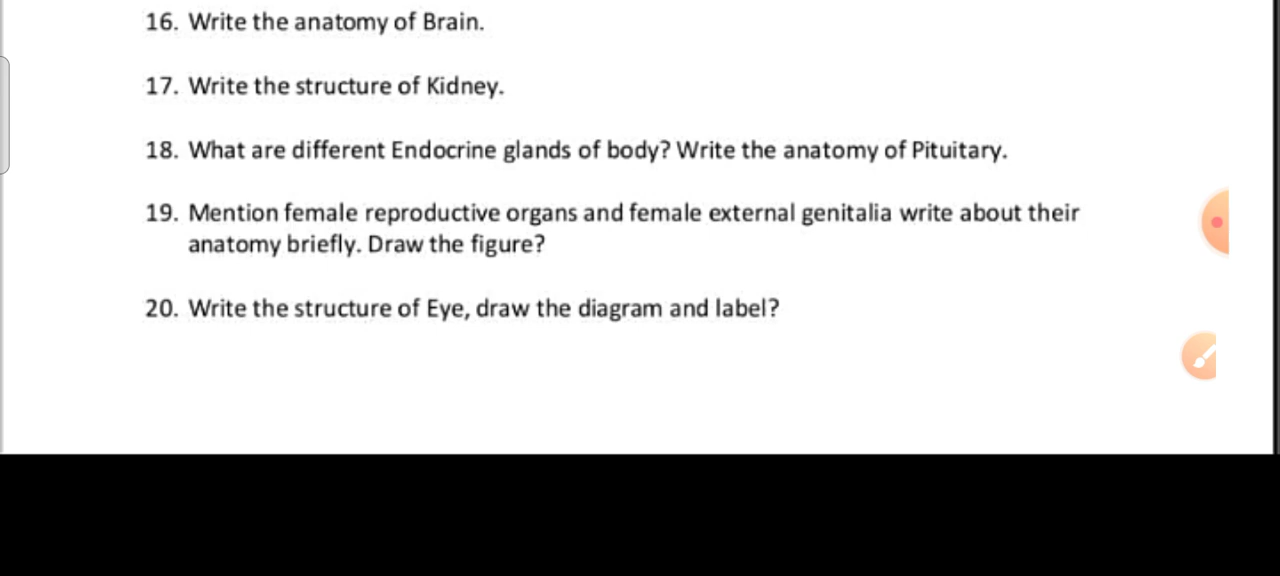 16. Write the anatomy of Brain.
17. Write the structure of Kidney.
18. What are different Endocrine glands of body? Write the anatomy of Pituitary.
19. Mention female reproductive organs and female external genitalia write about their
anatomy briefly. Draw the figure?
20. Write the structure of Eye, draw the diagram and label?